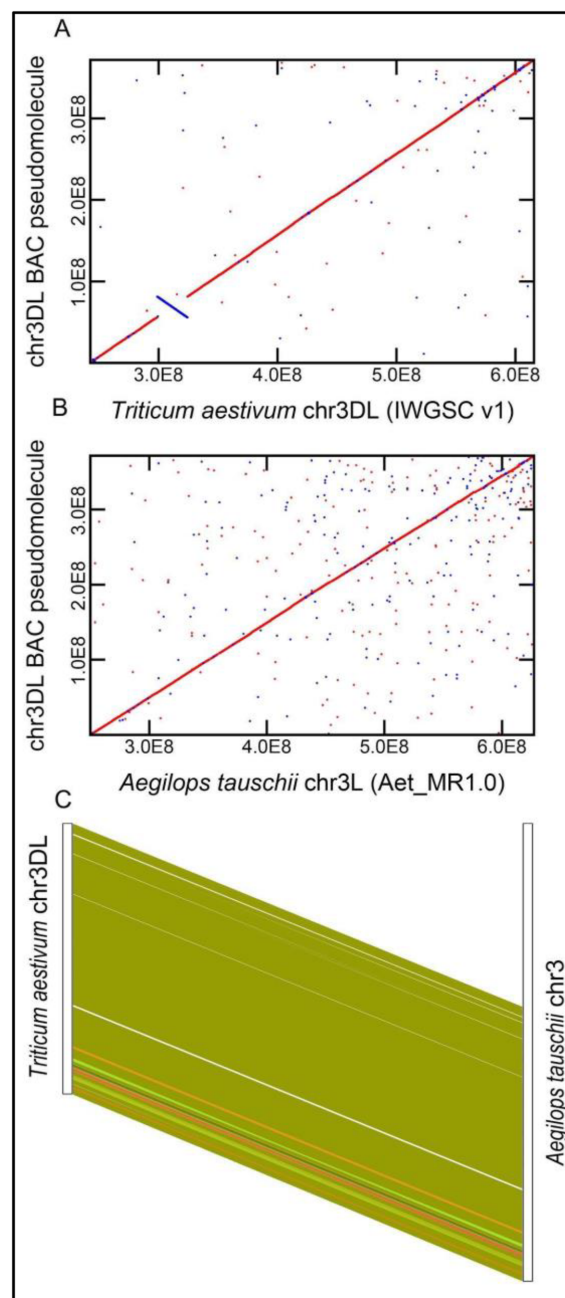 A
chr3DL BAC pseudomolecule
3.0E8
2.0E8
1.0E8
3.0E8 4.0E8 5.0E8 6.0E8
Triticum aestivum chr3DL (IWGSC v1)
B
chr3DL BAC pseudomolecule
3.0E8
2.0E8
1.0E8
3.0E8 4.0E8 5.0E8 6.0E8
Aegilops tauschii chr3L (Aet_MR1.0)
C
Triticum aestivum chr3DL
Aegilops tauschii chr3